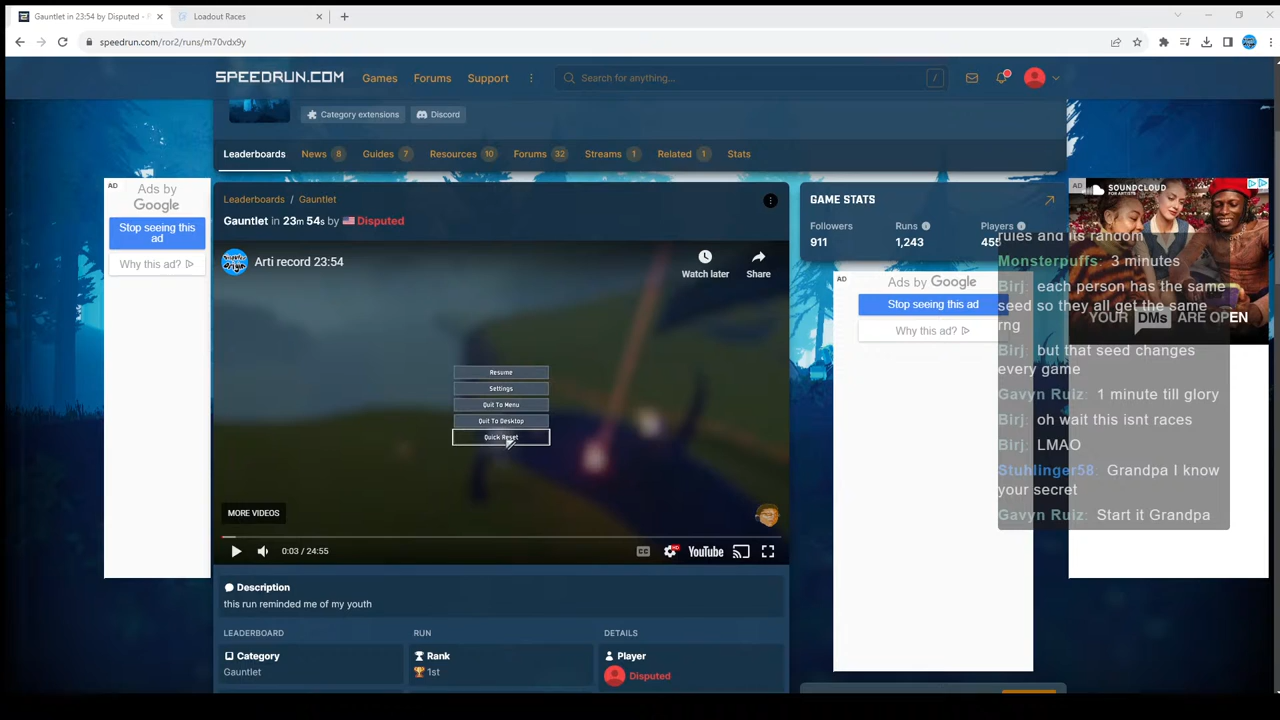 Gauntlet in 23:54 by Disputed - F
Loadout Races
speedrun.com/ror2/runs/m70vdx9y
SPEEDRUN.COM
Games
Forums
Support
Search for anything...
/
Category extensions
Discord
Leaderboards
News 8
Guides 7
Resources 10
Forums 32
Streams 1
Related 1
Stats
AD
Ads by
Google
Stop seeing this
ad
Why this ad?
Leaderboards / Gauntlet
Gauntlet in 23m 54s by Disputed
Arti record 23:54
Watch later
Share
Resume
Settings
Quit To Menu
Quit To Desktop
Quick Reset
MORE VIDEOS
0:03 / 24:55
CC
HD
YouTube
Description
this run reminded me of my youth
LEADERBOARD
RUN
DETAILS
Category
Gauntlet
Rank
1st
Player
Disputed
GAME STATS
Followers
911
Runs
1,243
Players
455
AD
Ads by Google
Stop seeing this ad
Why this ad?
AD
SOUNDCLOUD
FOR ARTISTS
YOUR DMs ARE OPEN
rules and its random
Monsterpuffs: 3 minutes
Birj: each person has the same
seed so they all get the same
rng
Birj: but that seed changes
every game
Gavyn Ruiz: 1 minute till glory
Birj: oh wait this isnt races
Birj: LMAO
Stuhlinger58: Grandpa I know
your secret
Gavyn Ruiz: Start it Grandpa